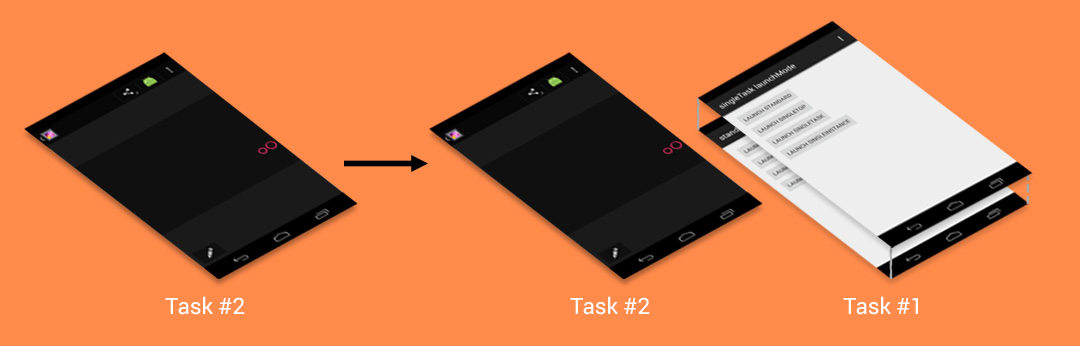 singleTask launchMode
LAUNCH STANDARD
LAUNCH SINGLETOP
LAUNCH SINGLETASK
LAUNCH SINGLEINSTANCE
Task #2
Task #2
Task #1